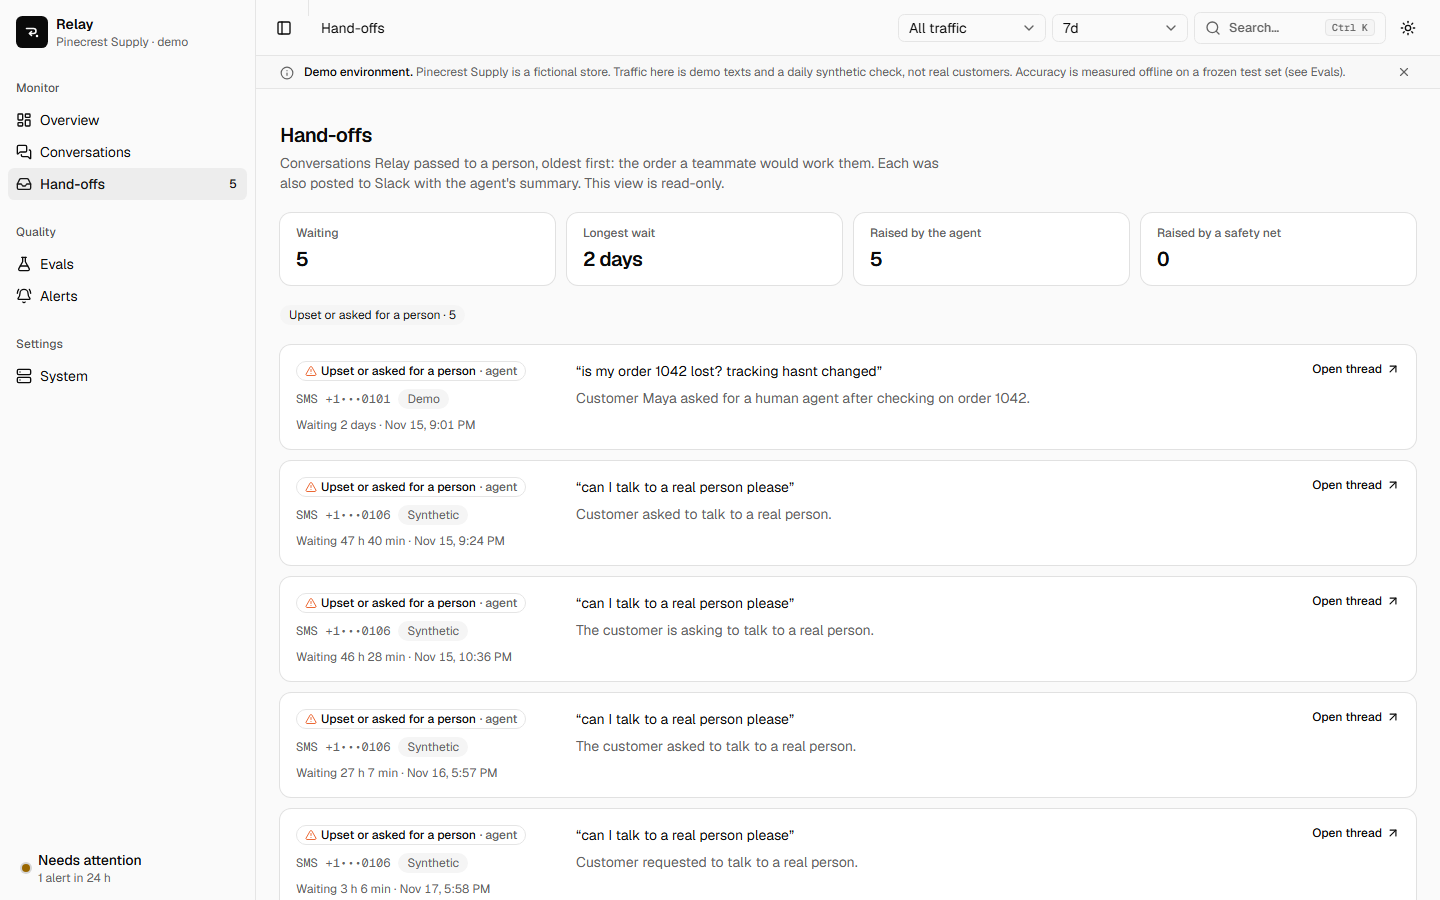 Relay
Pinecrest Supply · demo
Monitor
Overview
Conversations
Hand-offs 5
Quality
Evals
Alerts
Settings
System
Needs attention
1 alert in 24 h
Hand-offs
All traffic
7d
Search...
Ctrl K
Demo environment. Pinecrest Supply is a fictional store. Traffic here is demo texts and a daily synthetic check, not real customers. Accuracy is measured offline on a frozen test set (see Evals).
Hand-offs
Conversations Relay passed to a person, oldest first: the order a teammate would work them. Each was
also posted to Slack with the agent's summary. This view is read-only.
Waiting
5
Longest wait
2 days
Raised by the agent
5
Raised by a safety net
0
Upset or asked for a person · 5
Upset or asked for a person · agent
SMS +1•••0101 Demo
Waiting 2 days · Nov 15, 9:01 PM
“is my order 1042 lost? tracking hasnt changed”
Customer Maya asked for a human agent after checking on order 1042.
Open thread
Upset or asked for a person · agent
SMS +1•••0106 Synthetic
Waiting 47 h 40 min · Nov 15, 9:24 PM
“can I talk to a real person please”
Customer asked to talk to a real person.
Open thread
Upset or asked for a person · agent
SMS +1•••0106 Synthetic
Waiting 46 h 28 min · Nov 15, 10:36 PM
“can I talk to a real person please”
The customer is asking to talk to a real person.
Open thread
Upset or asked for a person · agent
SMS +1•••0106 Synthetic
Waiting 27 h 7 min · Nov 16, 5:57 PM
“can I talk to a real person please”
The customer asked to talk to a real person.
Open thread
Upset or asked for a person · agent
SMS +1•••0106 Synthetic
Waiting 3 h 6 min · Nov 17, 5:58 PM
“can I talk to a real person please”
Customer requested to talk to a real person.
Open thread